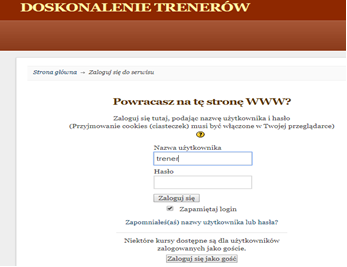 DOSKONALENIE TRENERÓW
Strona główna → Zaloguj się do serwisu
Powracasz na tę stronę WWW?
Zaloguj się tutaj, podając nazwę użytkownika i hasło
(Przyjmowanie cookies (ciasteczek) musi być włączone w Twojej przeglądarce)
?
Nazwa użytkownika
trener
Hasło
Zaloguj się
Zapamiętaj login
Zapomniałeś(aś) nazwy użytkownika lub hasła?
Niektóre kursy dostępne są dla użytkowników
zalogowanych jako goście.
Zaloguj się jako gość